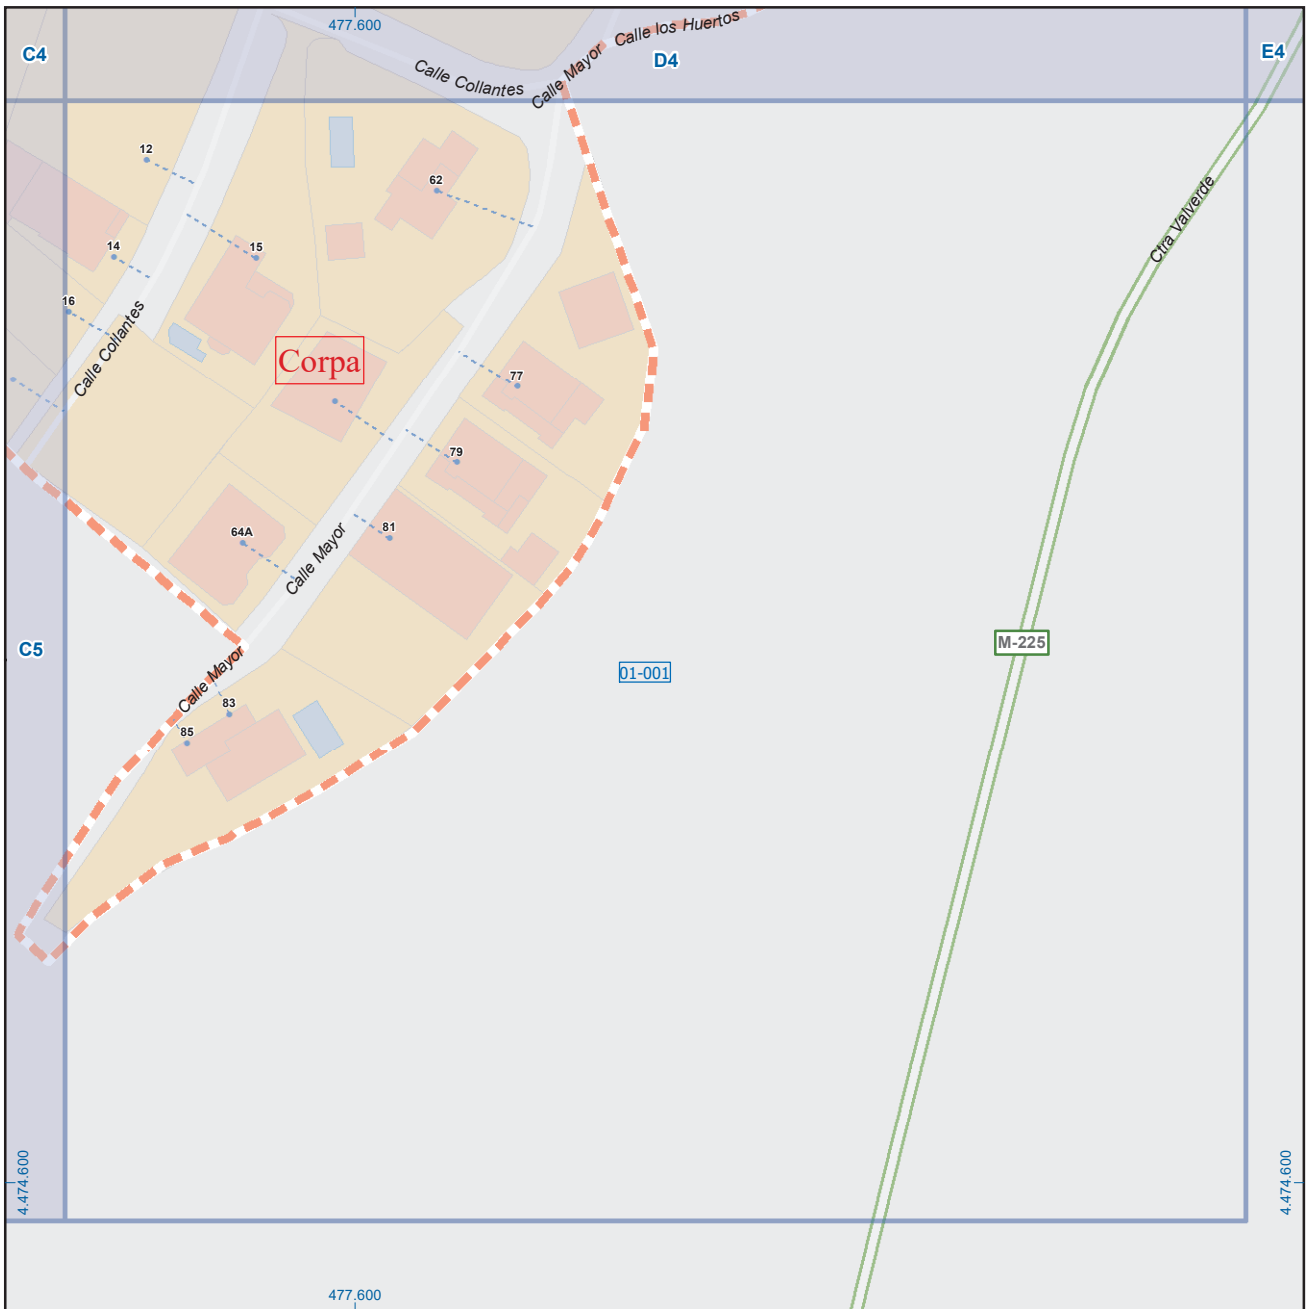 477.600
C4
D4
E4
Calle los Huertos
Calle Mayor
Calle Collantes
12
62
Ctra Valverde
14
15
16
Calle Collantes
Corpa
77
79
64A
81
Calle Mayor
M-225
C5
Calle Mayor
01-001
83
85
4.474.600
4.474.600
477.600